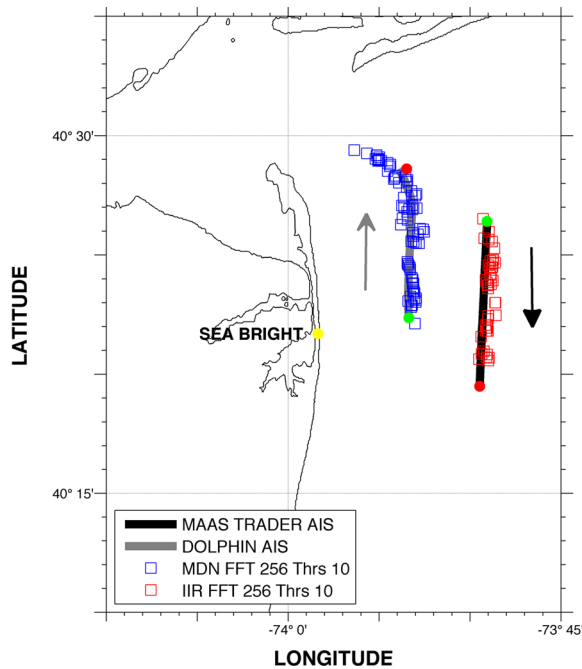 40° 30'
LATITUDE
SEA BRIGHT
40° 15'
MAAS TRADER AIS
DOLPHIN AIS
MDN FFT 256 Thrs 10
IIR FFT 256 Thrs 10
-74° 0'
-73° 45'
LONGITUDE